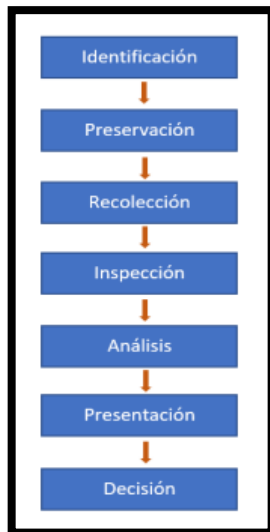 Identificación
Preservación
Recolección
Inspección
Análisis
Presentación
Decisión